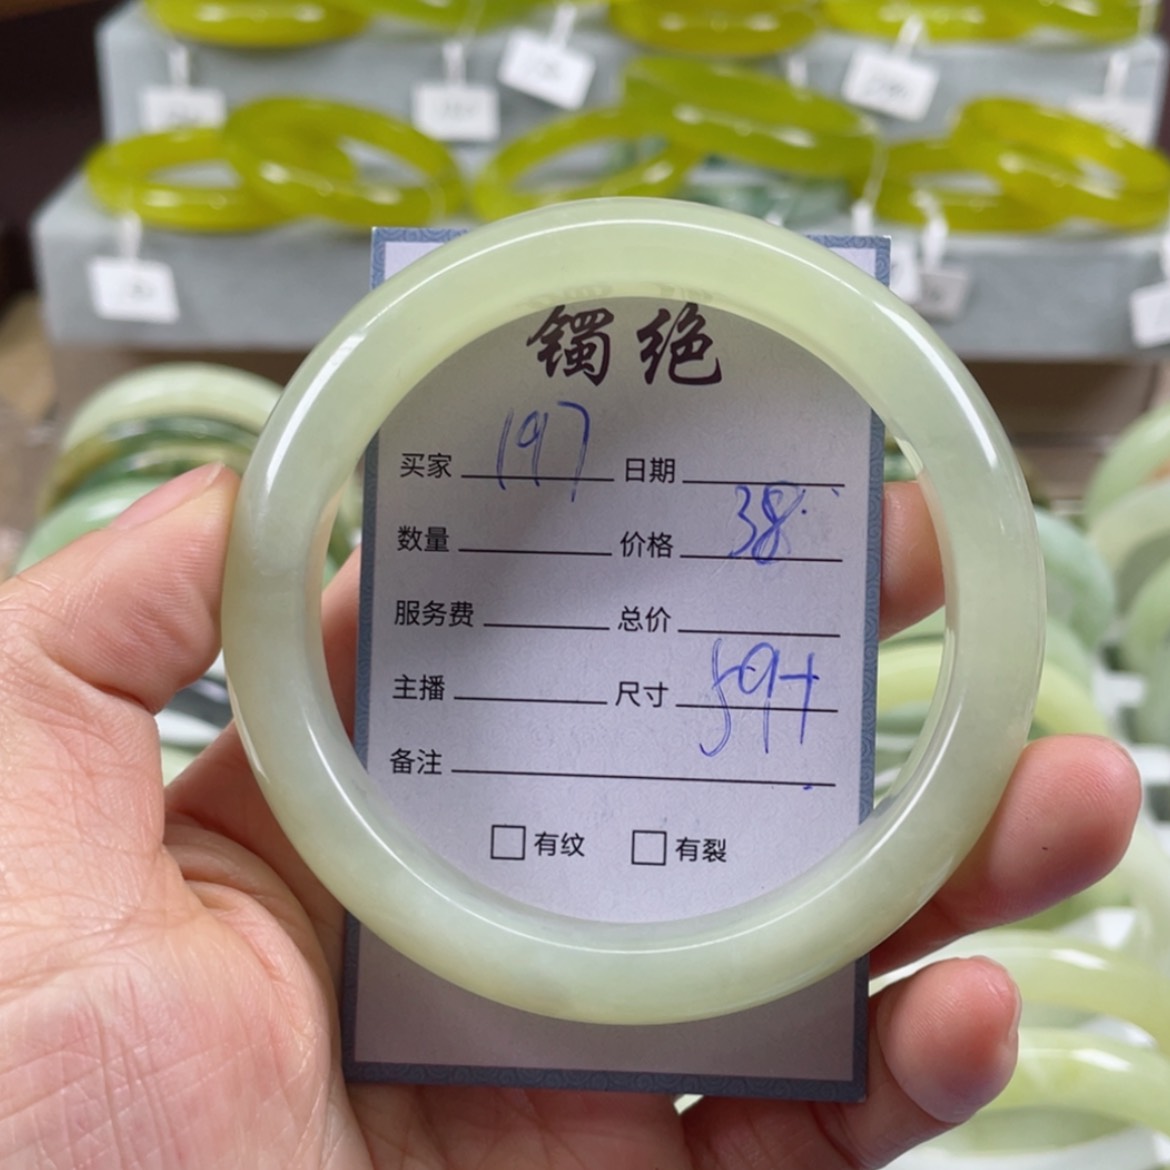 镯绝
买家 197 日期
数量 价格 38
服务费 总价
主播 尺寸 59+
备注
□有纹 □有裂